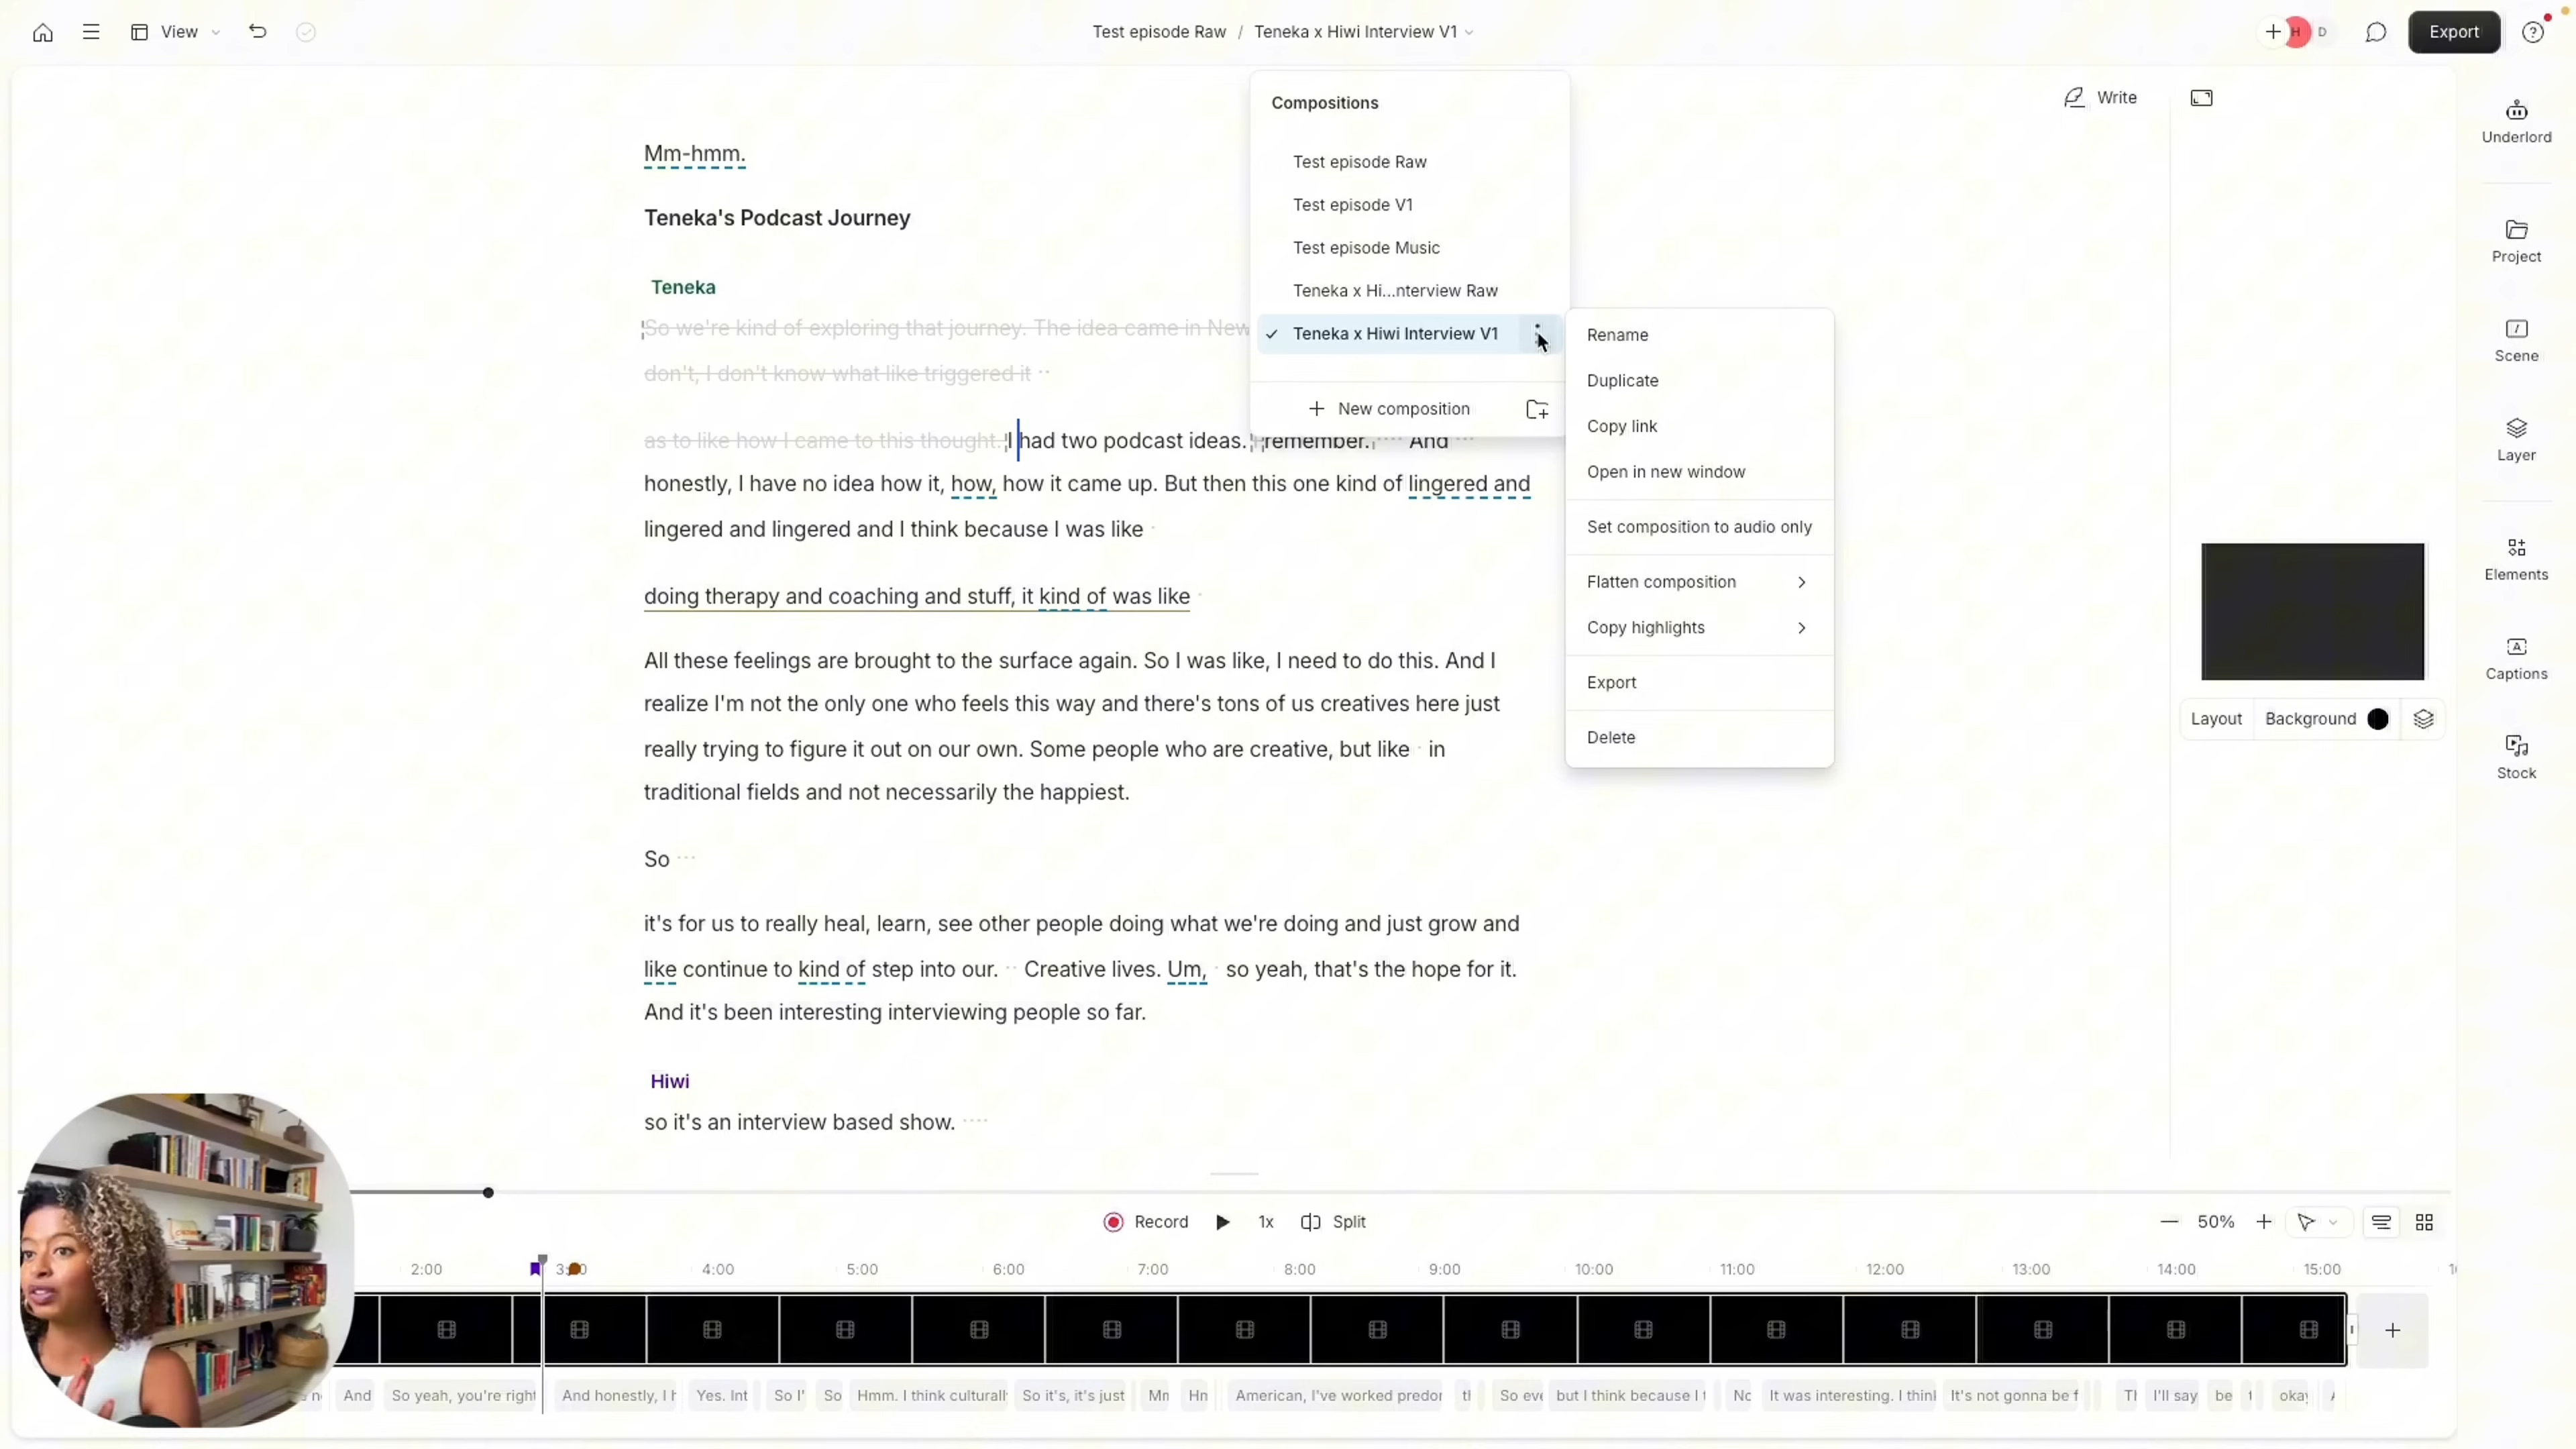 View
Test episode Raw / Teneka x Hiwi Interview V1
H
D
Export
Compositions
Test episode Raw
Test episode V1
Test episode Music
Teneka x Hi...nterview Raw
Teneka x Hiwi Interview V1
New composition
Rename
Duplicate
Copy link
Open in new window
Set composition to audio only
Flatten composition
Copy highlights
Export
Delete
Write
Mm-hmm.
Teneka's Podcast Journey
Teneka
So we're kind of exploring that journey. The idea came in New
don't, I don't know what like triggered it
as to like how I came to this thought. I had two podcast ideas. remember. And
honestly, I have no idea how it, how, how it came up. But then this one kind of lingered and
lingered and lingered and I think because I was like
doing therapy and coaching and stuff, it kind of was like
All these feelings are brought to the surface again. So I was like, I need to do this. And I
realize I'm not the only one who feels this way and there's tons of us creatives here just
really trying to figure it out on our own. Some people who are creative, but like in
traditional fields and not necessarily the happiest.
So
it's for us to really heal, learn, see other people doing what we're doing and just grow and
like continue to kind of step into our. Creative lives. Um, so yeah, that's the hope for it.
And it's been interesting interviewing people so far.
Hiwi
so it's an interview based show.
Underlord
Project
Scene
Layer
Elements
Captions
Stock
Layout
Background
Record
1x
Split
50%
2:00
4:00
5:00
6:00
7:00
8:00
9:00
10:00
11:00
12:00
13:00
14:00
15:00
And
So yeah, you're right
And honestly, I h
Yes. Int
So I'
So
Hmm. I think culturall
So it's, it's just
Mn
Hn
American, I've worked predor
So eve
but I think because I
Nc
It was interesting. I think
It's not gonna be f
I'll say
be
oka